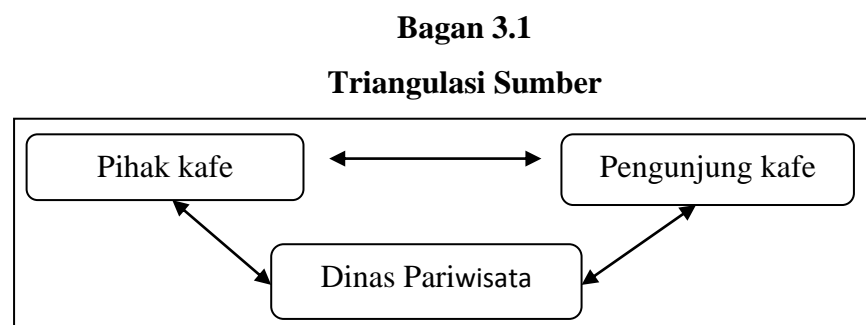 Bagan 3.1
Triangulasi Sumber
Pihak kafe
Pengunjung kafe
Dinas Pariwisata